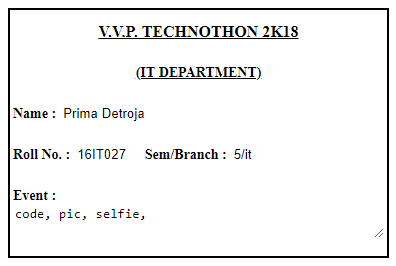 V.V.P. TECHNOTHON 2K18
(IT DEPARTMENT)
Name : Prima Detroja
Roll No. : 16IT027 Sem/Branch : 5/it
Event :
code, pic, selfie,